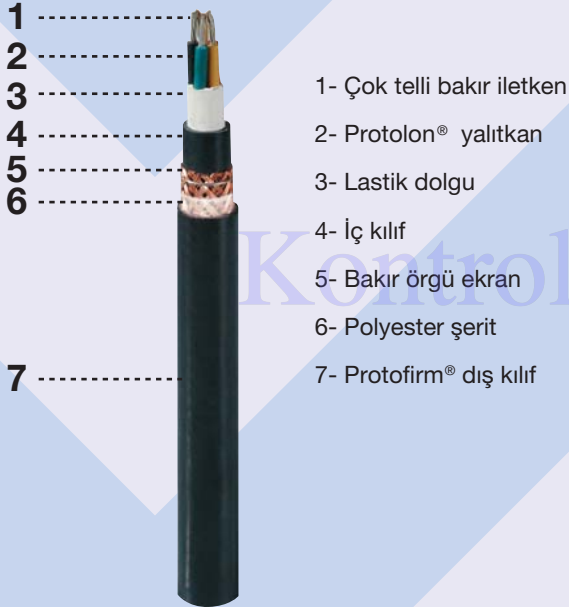 1
2
3
4
5
6
7
1- Çok telli bakır iletken
2- Protolon® yalıtkan
3- Lastik dolgu
4- İç kılıf
Kontrol
5- Bakır örgü ekran
6- Polyester şerit
7- Protofirm® dış kılıf